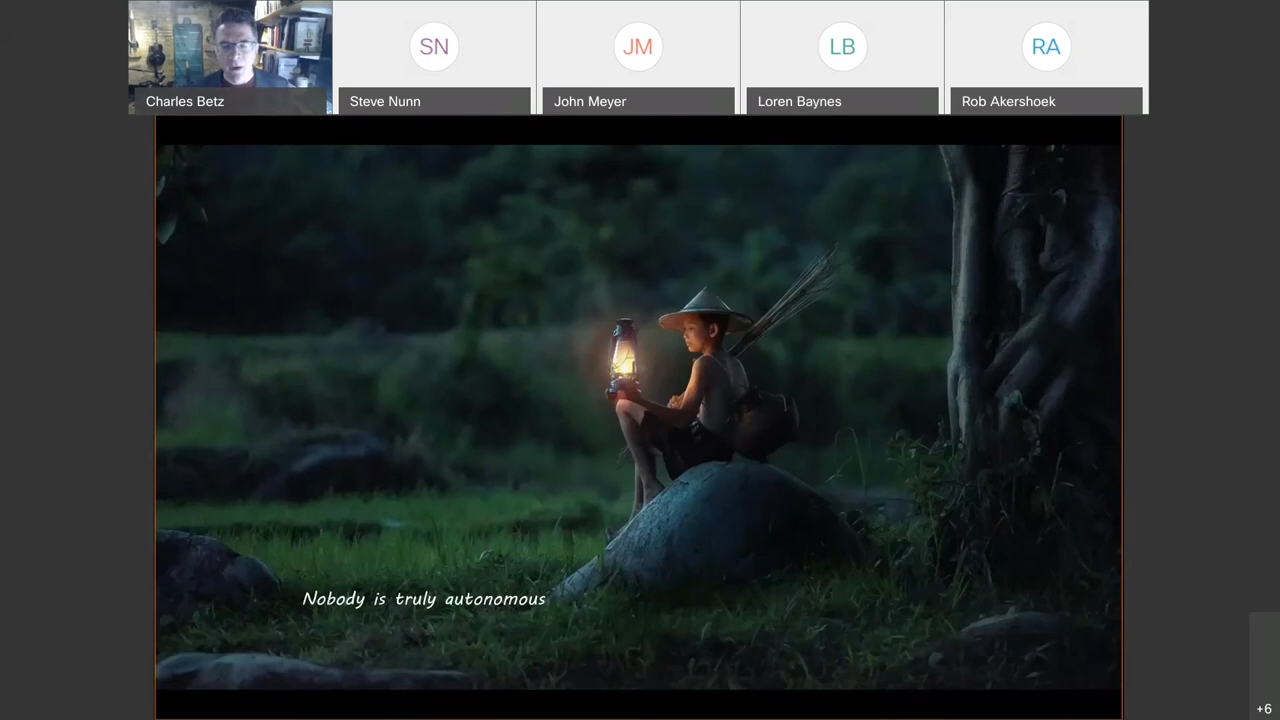 SN
JM
LB
RA
Charles Betz
Steve Nunn
John Meyer
Loren Baynes
Rob Akershoek
Nobody is truly autonomous
+6